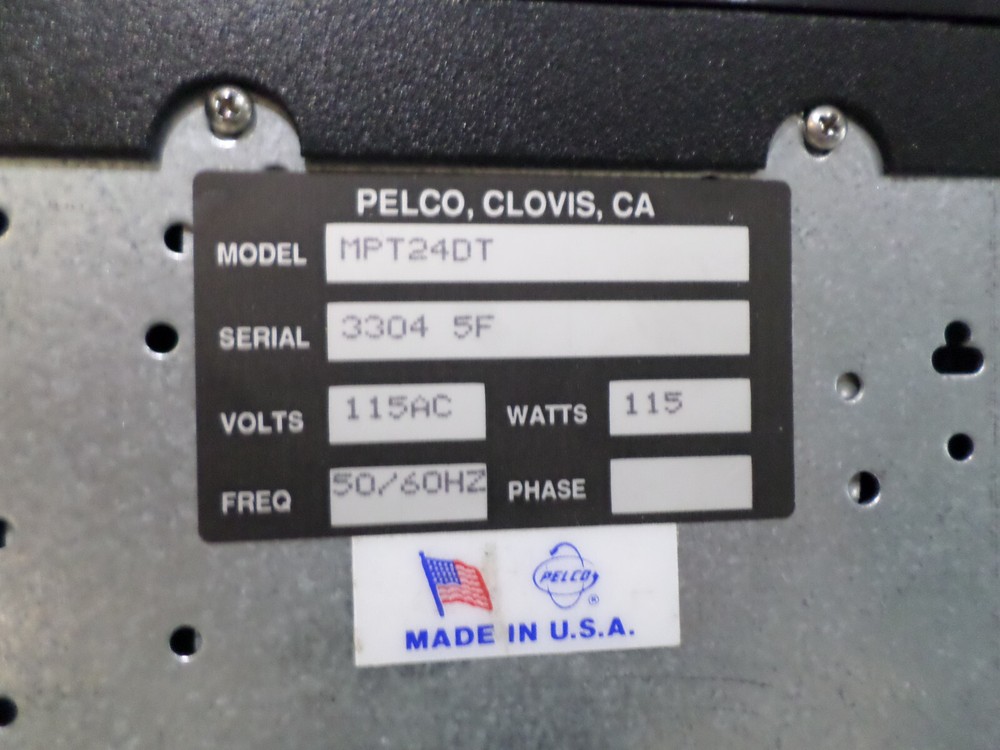 PELCO, CLOVIS, CA
MODEL MPT24DT
SERIAL 3304 5F
VOLTS 115AC WATTS 115
FREQ 50/60HZ PHASE
PELCO ®
MADE IN U.S.A.